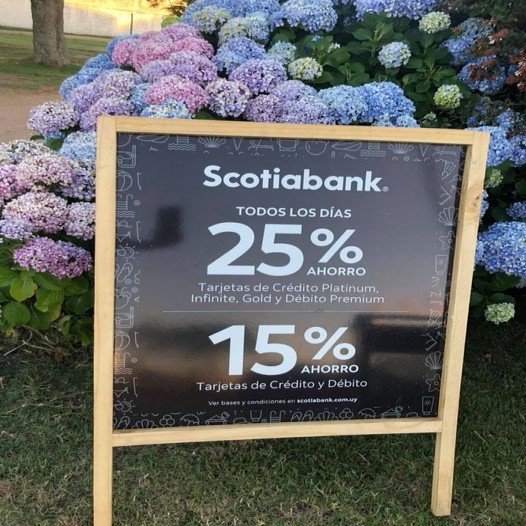 Scotiabank®
TODOS LOS DÍAS
25%
AHORRO
Tarjetas de Crédito Platinum,
Infinite, Gold y Débito Premium
15%
AHORRO
Tarjetas de Crédito y Débito
Ver bases y condiciones en scotiabank.com.uy